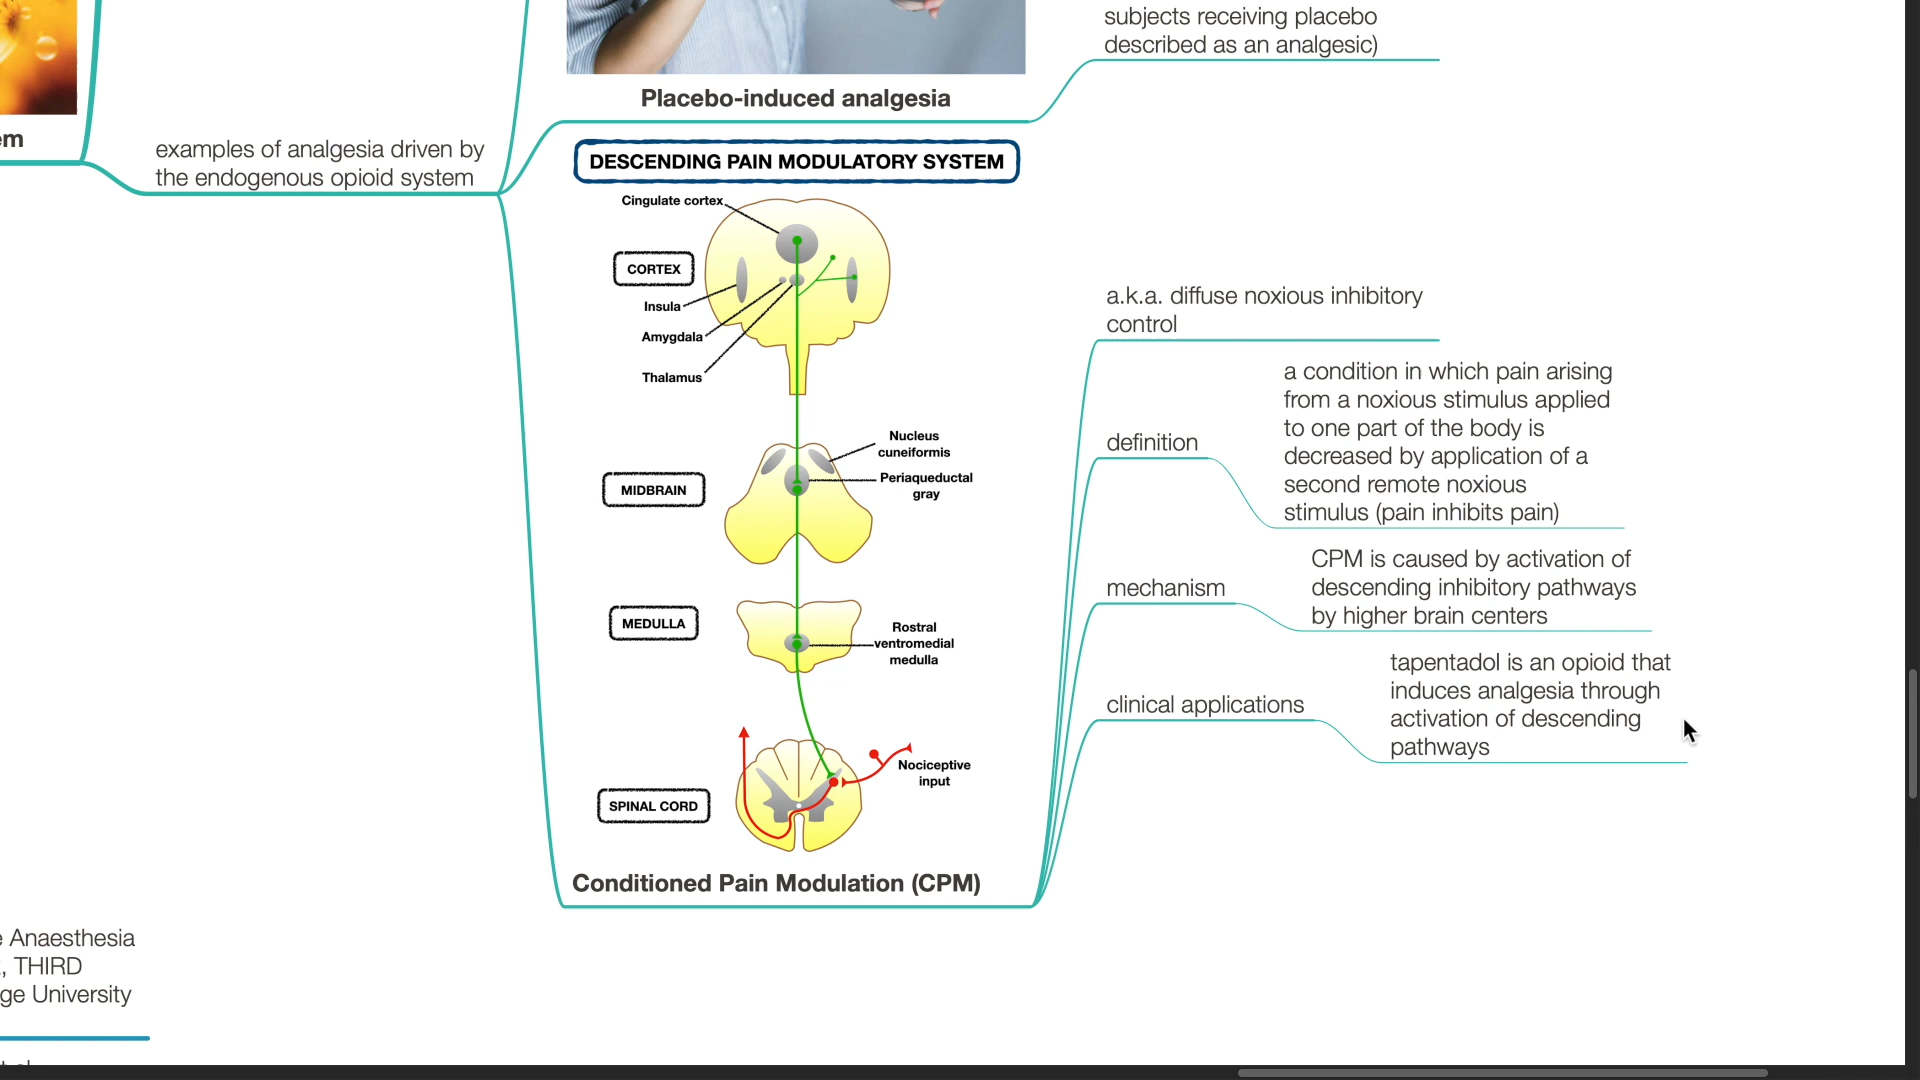 subjects receiving placebo
described as an analgesic)
Placebo-induced analgesia
em
examples of analgesia driven by
the endogenous opioid system
DESCENDING PAIN MODULATORY SYSTEM
Cingulate cortex
CORTEX
Insula
Amygdala
Thalamus
Nucleus
cuneiformis
Periaqueductal
gray
MIDBRAIN
MEDULLA
Rostral
ventromedial
medulla
Nociceptive
input
SPINAL CORD
Conditioned Pain Modulation (CPM)
a.k.a. diffuse noxious inhibitory
control
definition
a condition in which pain arising
from a noxious stimulus applied
to one part of the body is
decreased by application of a
second remote noxious
stimulus (pain inhibits pain)
mechanism
CPM is caused by activation of
descending inhibitory pathways
by higher brain centers
clinical applications
tapentadol is an opioid that
induces analgesia through
activation of descending
pathways
e Anaesthesia
, THIRD
ge University